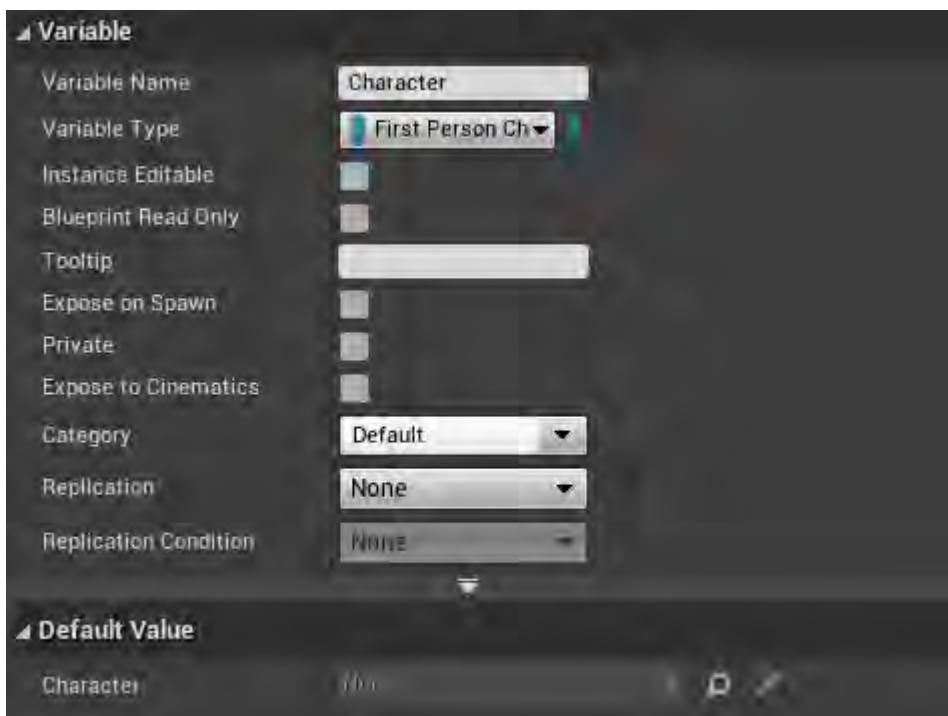 Variable
Variable Name Character
Variable Type First Person Ch
Instance Editable
Blueprint Read Only
Tooltip
Expose on Spawn
Private
Expose to Cinematics
Category Default
Replication None
Replication Condition None
Default Value
Character